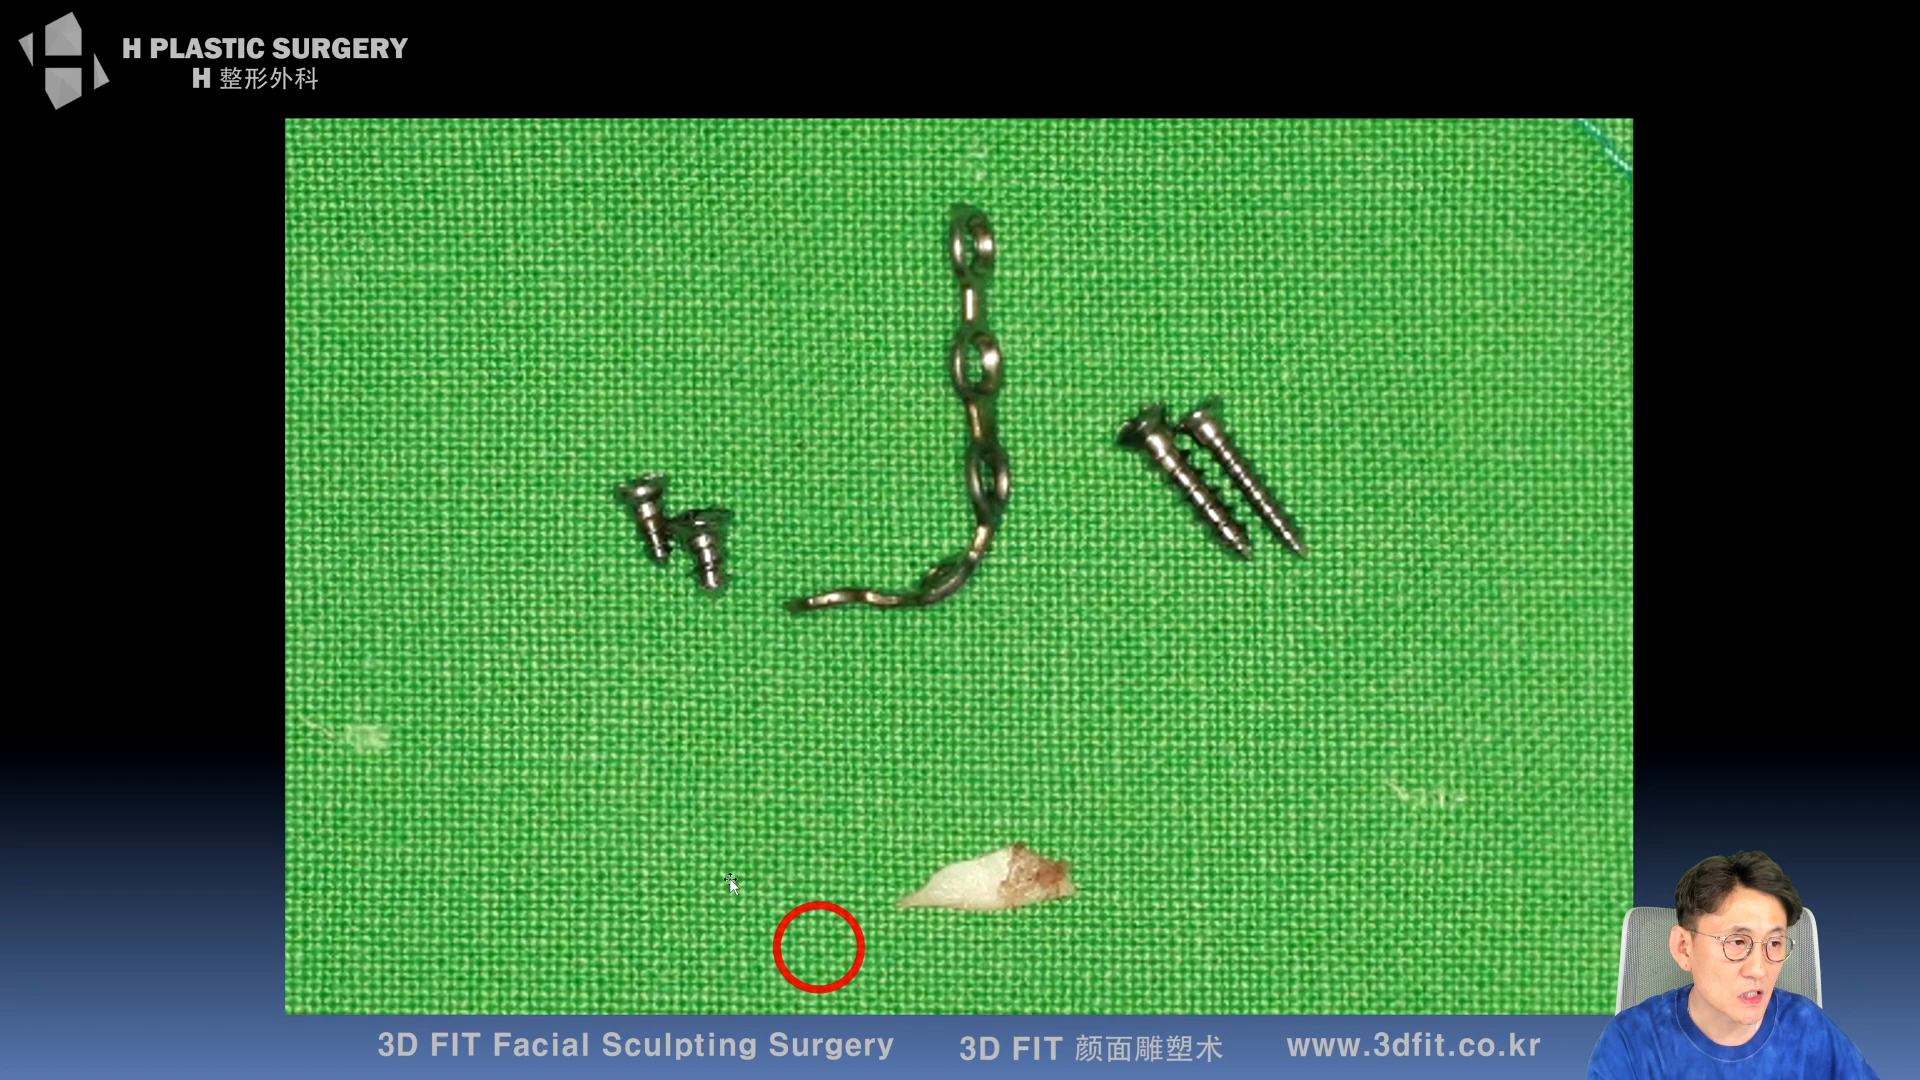 H PLASTIC SURGERY
H 整形外科
3D FIT Facial Sculpting Surgery 3D FIT 颜面雕塑术 www.3dfit.co.kr